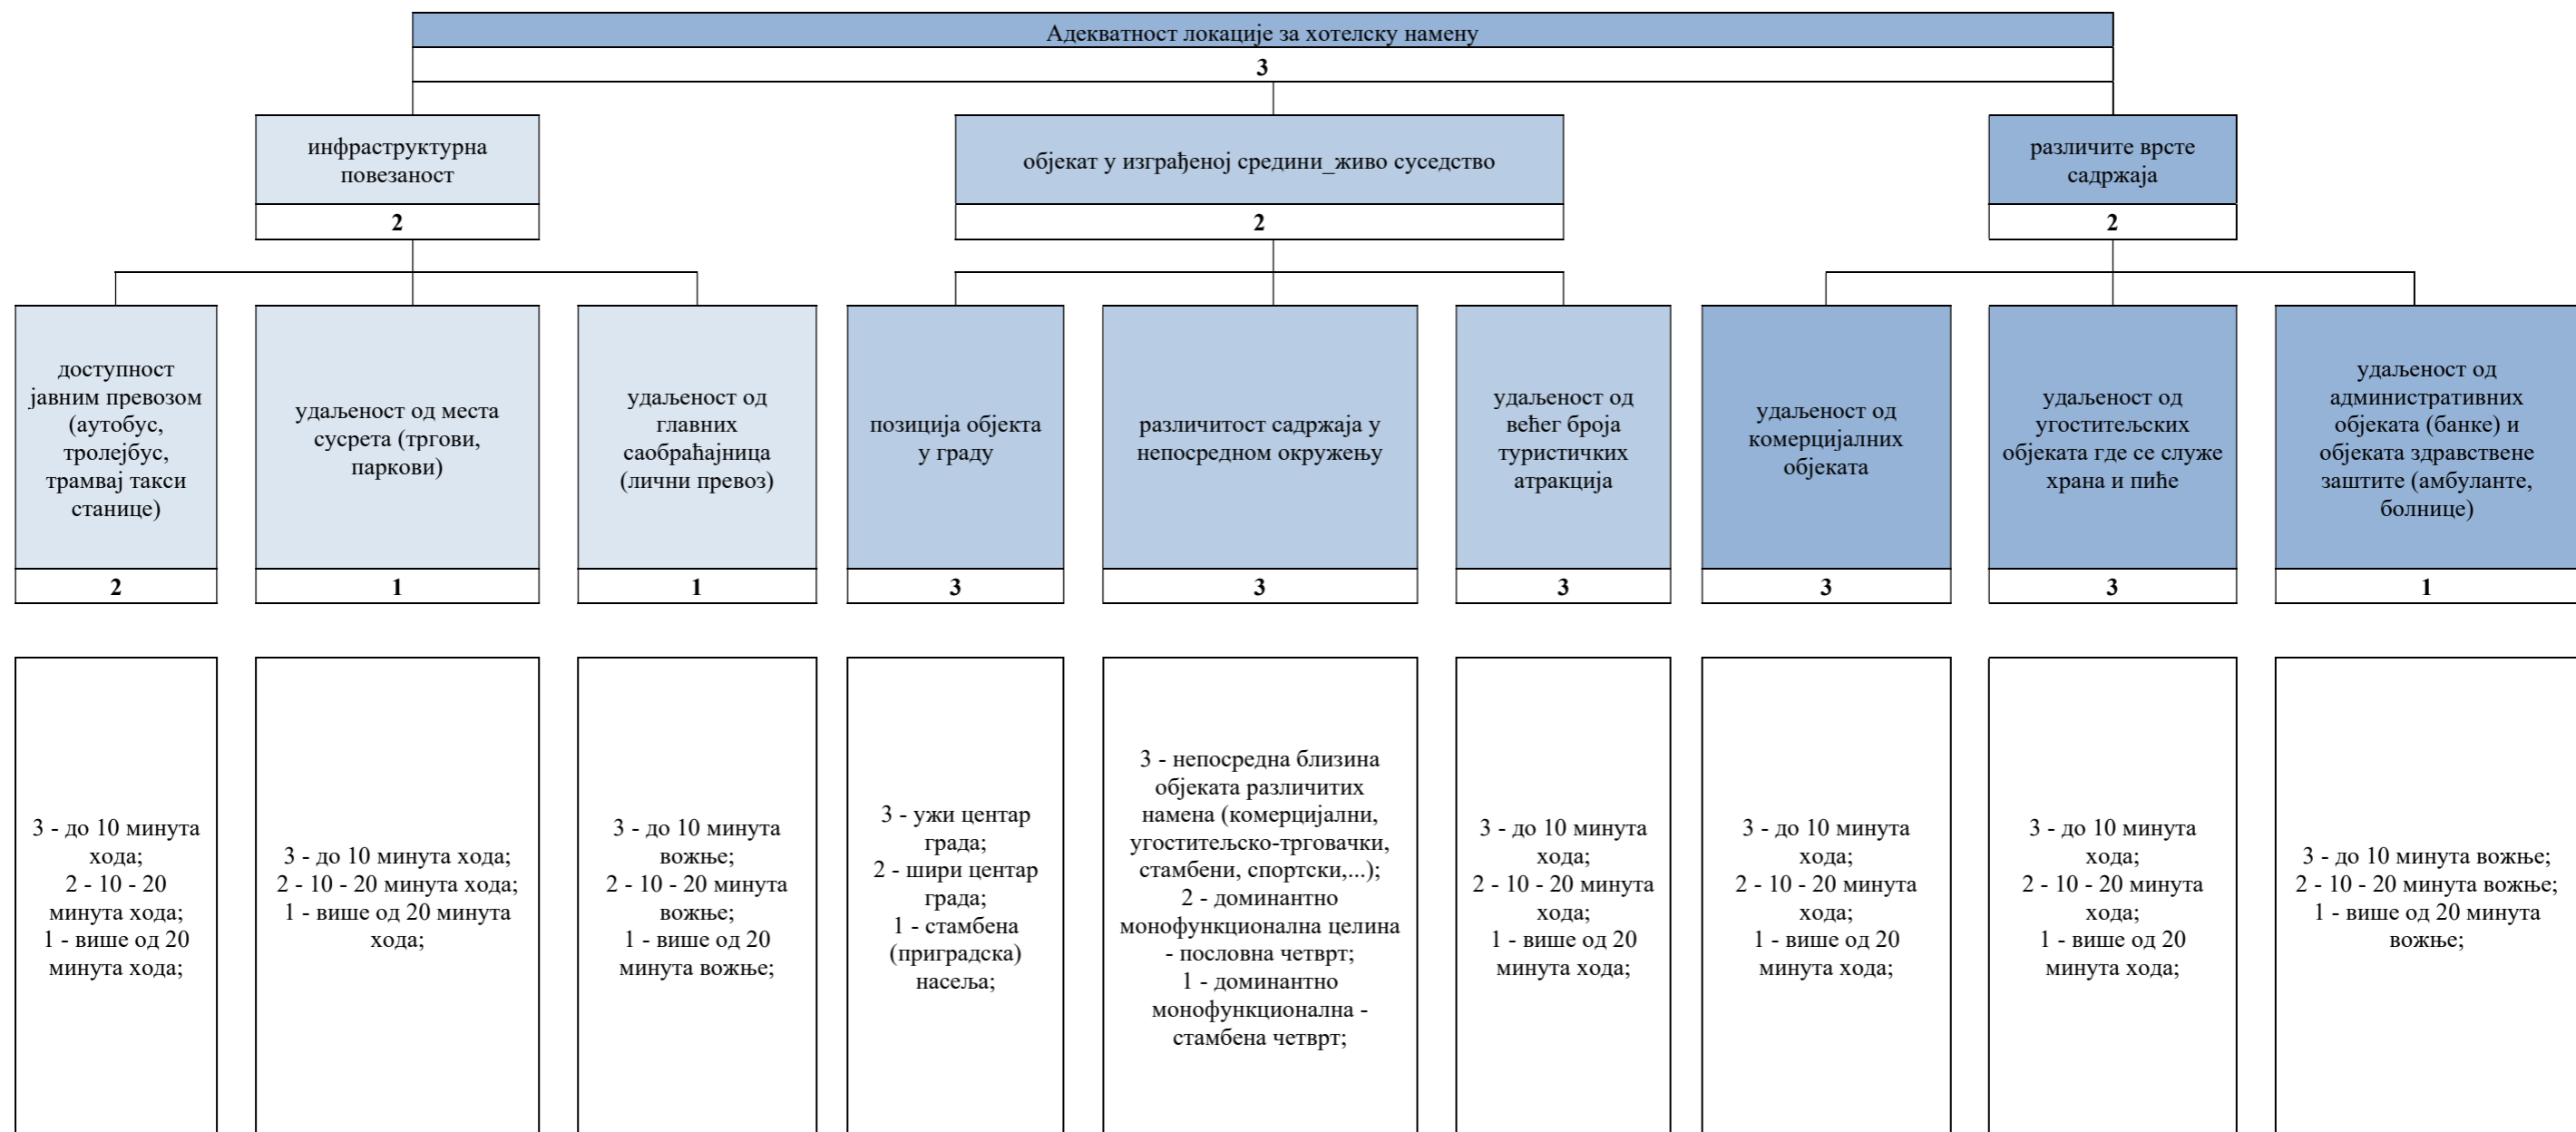 Адекватност локације за хотелску намену
3
инфраструктурна
повезаност
2
објекат у изграђеној средини_живо суседство
2
различите врсте
садржаја
2
доступност
јавним превозом
(аутобус,
тролејбус,
трамвај такси
станице)
2
удаљеност од места
сусрета (тргови,
паркови)
1
удаљеност од
главних
саобраћајница
(лични превоз)
1
позиција објекта
у граду
3
различитост садржаја у
непосредном окружењу
3
удаљеност од
већег броја
туристичких
атракција
3
удаљеност од
комерцијалних
објеката
3
удаљеност од
угоститељских
објеката где се служе
храна и пиће
3
удаљеност од
административних
објеката (банке) и
објеката здравствене
заштите (амбуланте,
болнице)
1
3 - до 10 минута
хода;
2 - 10 - 20
минута хода;
1 - више од 20
минута хода;
3 - до 10 минута хода;
2 - 10 - 20 минута хода;
1 - више од 20 минута
хода;
3 - до 10 минута
вожње;
2 - 10 - 20 минута
вожње;
1 - више од 20
минута вожње;
3 - ужи центар
града;
2 - шири центар
града;
1 - стамбена
(приградска)
насеља;
3 - непосредна близина
објеката различитих
намена (комерцијални,
угоститељско-трговачки,
стамбени, спортски,...);
2 - доминантно
монофункционална целина
- пословна четврт;
1 - доминантно
монофункционална -
стамбена четврт;
3 - до 10 минута
хода;
2 - 10 - 20 минута
хода;
1 - више од 20
минута хода;
3 - до 10 минута
хода;
2 - 10 - 20 минута
хода;
1 - више од 20
минута хода;
3 - до 10 минута
хода;
2 - 10 - 20 минута
хода;
1 - више од 20
минута хода;
3 - до 10 минута вожње;
2 - 10 - 20 минута вожње;
1 - више од 20 минута
вожње;